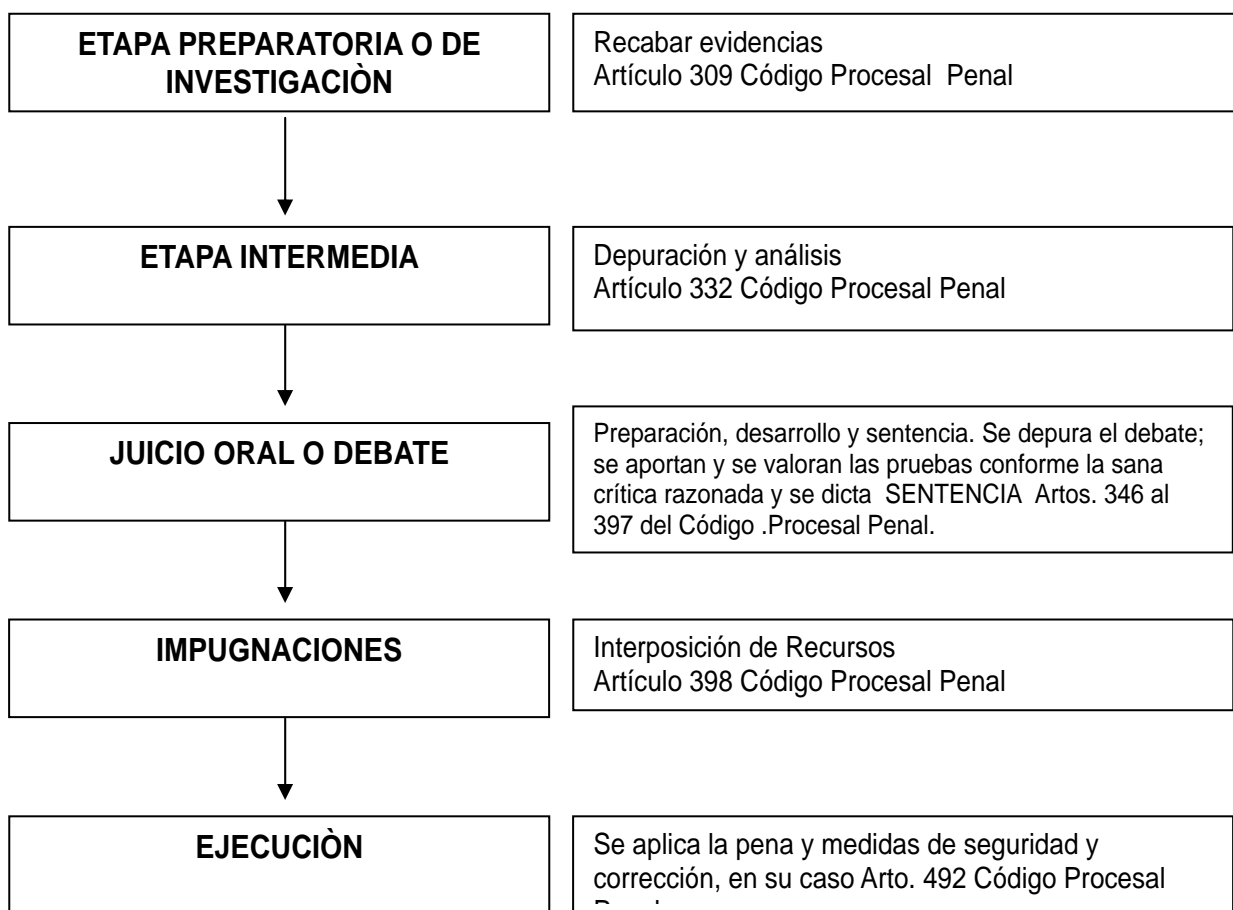 ETAPA PREPARATORIA O DE
INVESTIGACIÒN
Recabar evidencias
Artículo 309 Código Procesal  Penal
ETAPA INTERMEDIA
Depuración y análisis
Artículo 332 Código Procesal Penal
JUICIO ORAL O DEBATE
Preparación, desarrollo y sentencia. Se depura el debate;
se aportan y se valoran las pruebas conforme la sana
crítica razonada y se dicta  SENTENCIA  Artos. 346 al
397 del Código .Procesal Penal.
IMPUGNACIONES
Interposición de Recursos
Artículo 398 Código Procesal Penal
EJECUCIÒN
Se aplica la pena y medidas de seguridad y
corrección, en su caso Arto. 492 Código Procesal